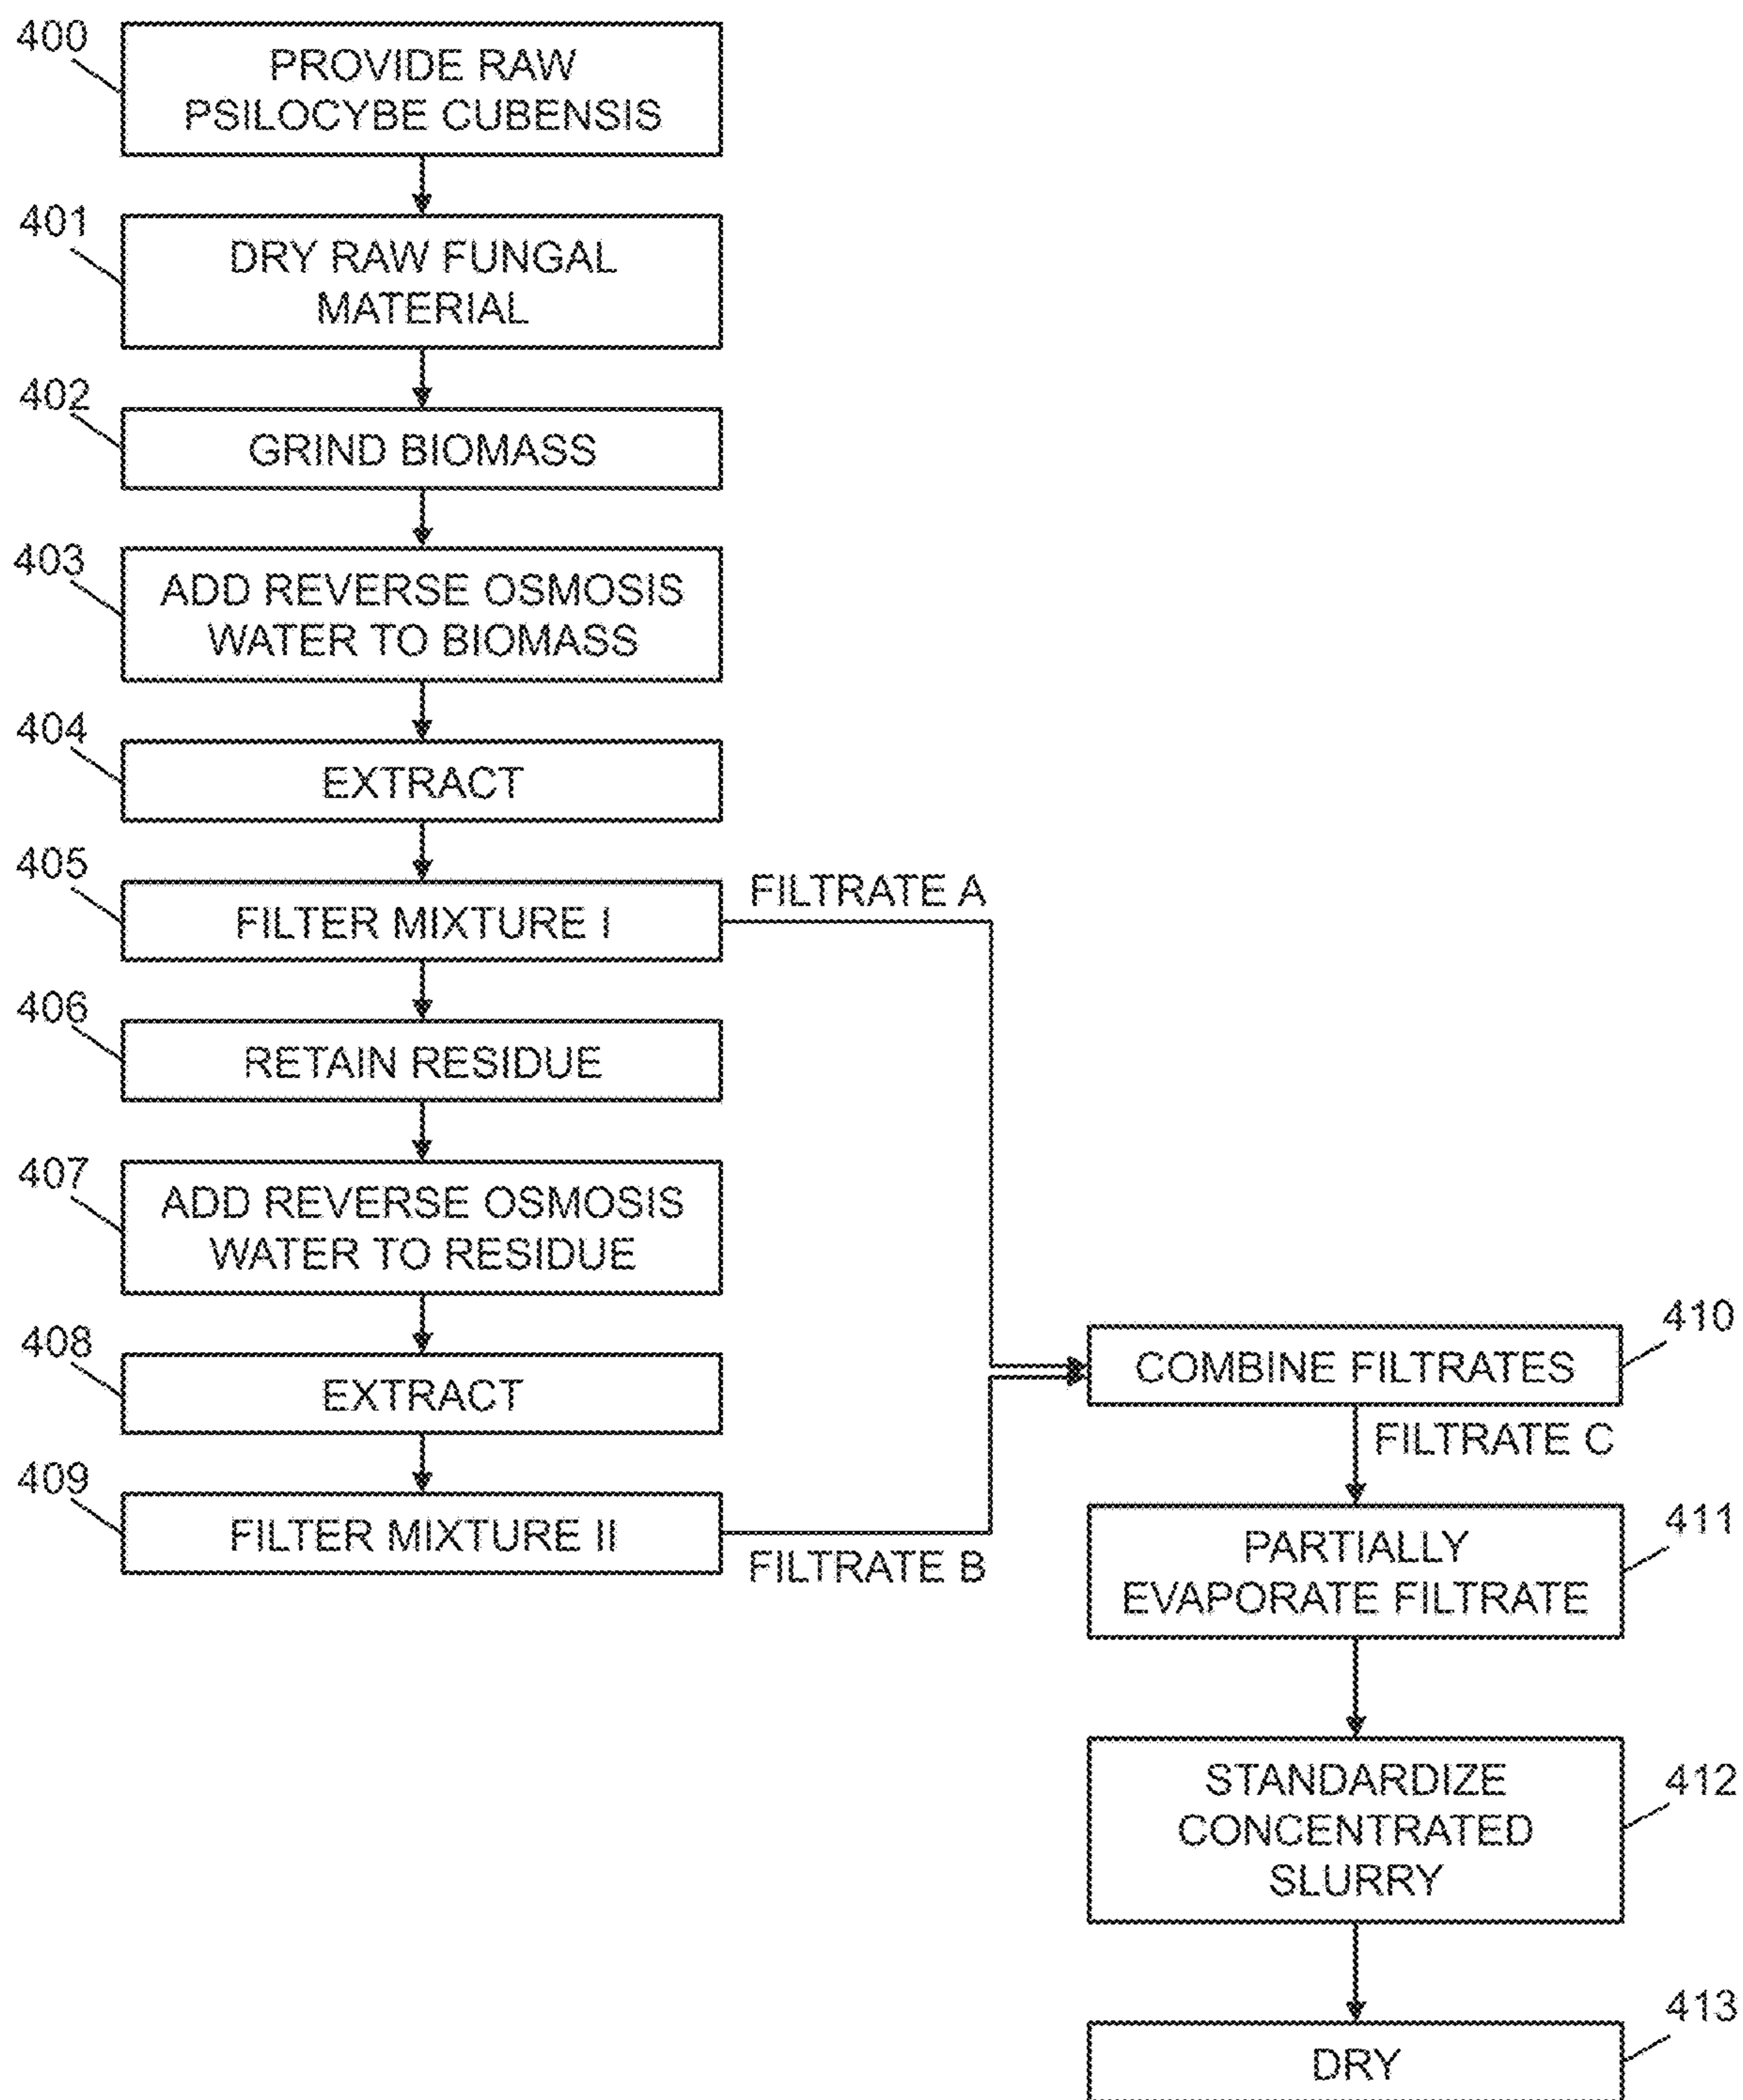 400
PROVIDE RAW
PSILOCYBE CUBENSIS
401
DRY RAW FUNGAL
MATERIAL
402
GRIND BIOMASS
403
ADD REVERSE OSMOSIS
WATER TO BIOMASS
404
EXTRACT
405
FILTER MIXTURE I
FILTRATE A
406
RETAIN RESIDUE
407
ADD REVERSE OSMOSIS
WATER TO RESIDUE
408
EXTRACT
409
FILTER MIXTURE II
FILTRATE B
410
COMBINE FILTRATES
FILTRATE C
411
PARTIALLY
EVAPORATE FILTRATE
412
STANDARDIZE
CONCENTRATED
SLURRY
413
DRY